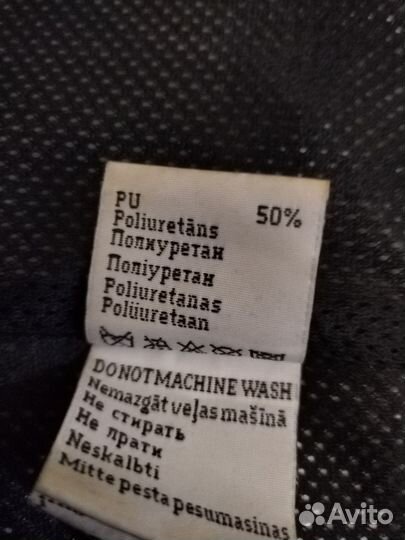 PU 50%
Poliuretāns
Полиуретан
Поліуретан
Poliuretanas
Polüuretaan
DO NOT MACHINE WASH
Nemazgāt veļas mašīnā
Не стирать
Не прати
Neskalbti
Mitte pesta pesumasinas
Avito